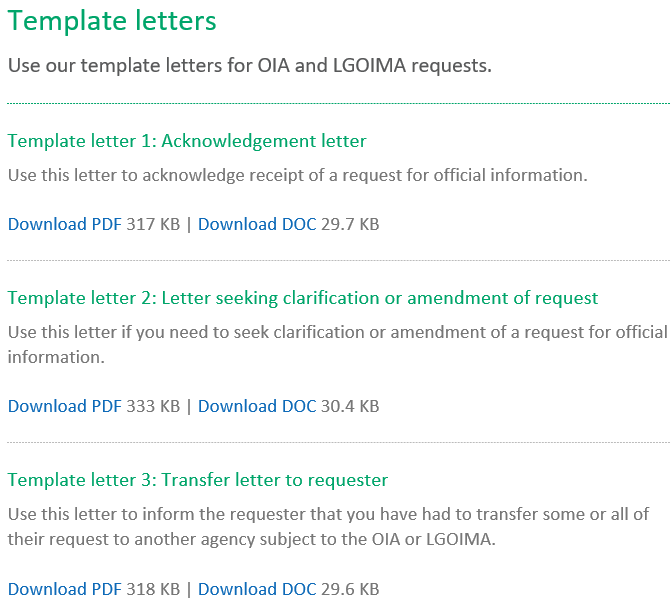 Template letters
Use our template letters for OIA and LGOIMA requests.
Template letter 1: Acknowledgement letter
Use this letter to acknowledge receipt of a request for official information.
Download PDF 317 KB | Download DOC 29.7 KB
Template letter 2: Letter seeking clarification or amendment of request
Use this letter if you need to seek clarification or amendment of a request for official
information.
Download PDF 333 KB | Download DOC 30.4 KB
Template letter 3: Transfer letter to requester
Use this letter to inform the requester that you have had to transfer some or all of
their request to another agency subject to the OIA or LGOIMA.
Download PDF 318 KB | Download DOC 29.6 KB